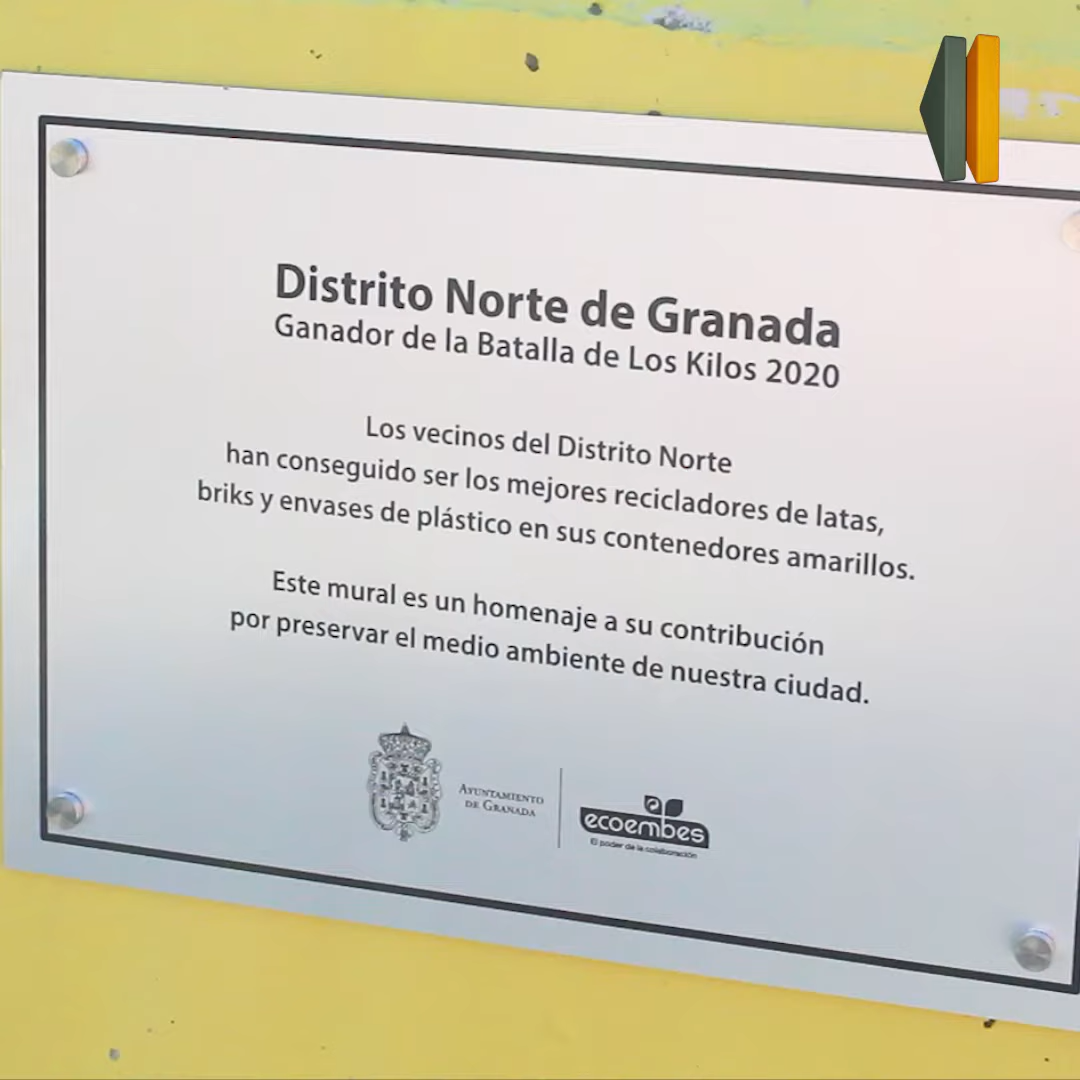 Distrito Norte de Granada
Ganador de la Batalla de Los Kilos 2020
Los vecinos del Distrito Norte
han conseguido ser los mejores recicladores de latas,
briks y envases de plástico en sus contenedores amarillos.
Este mural es un homenaje a su contribución
por preservar el medio ambiente de nuestra ciudad.
AYUNTAMIENTO
DE GRANADA
ecoembes
El poder de la colaboración